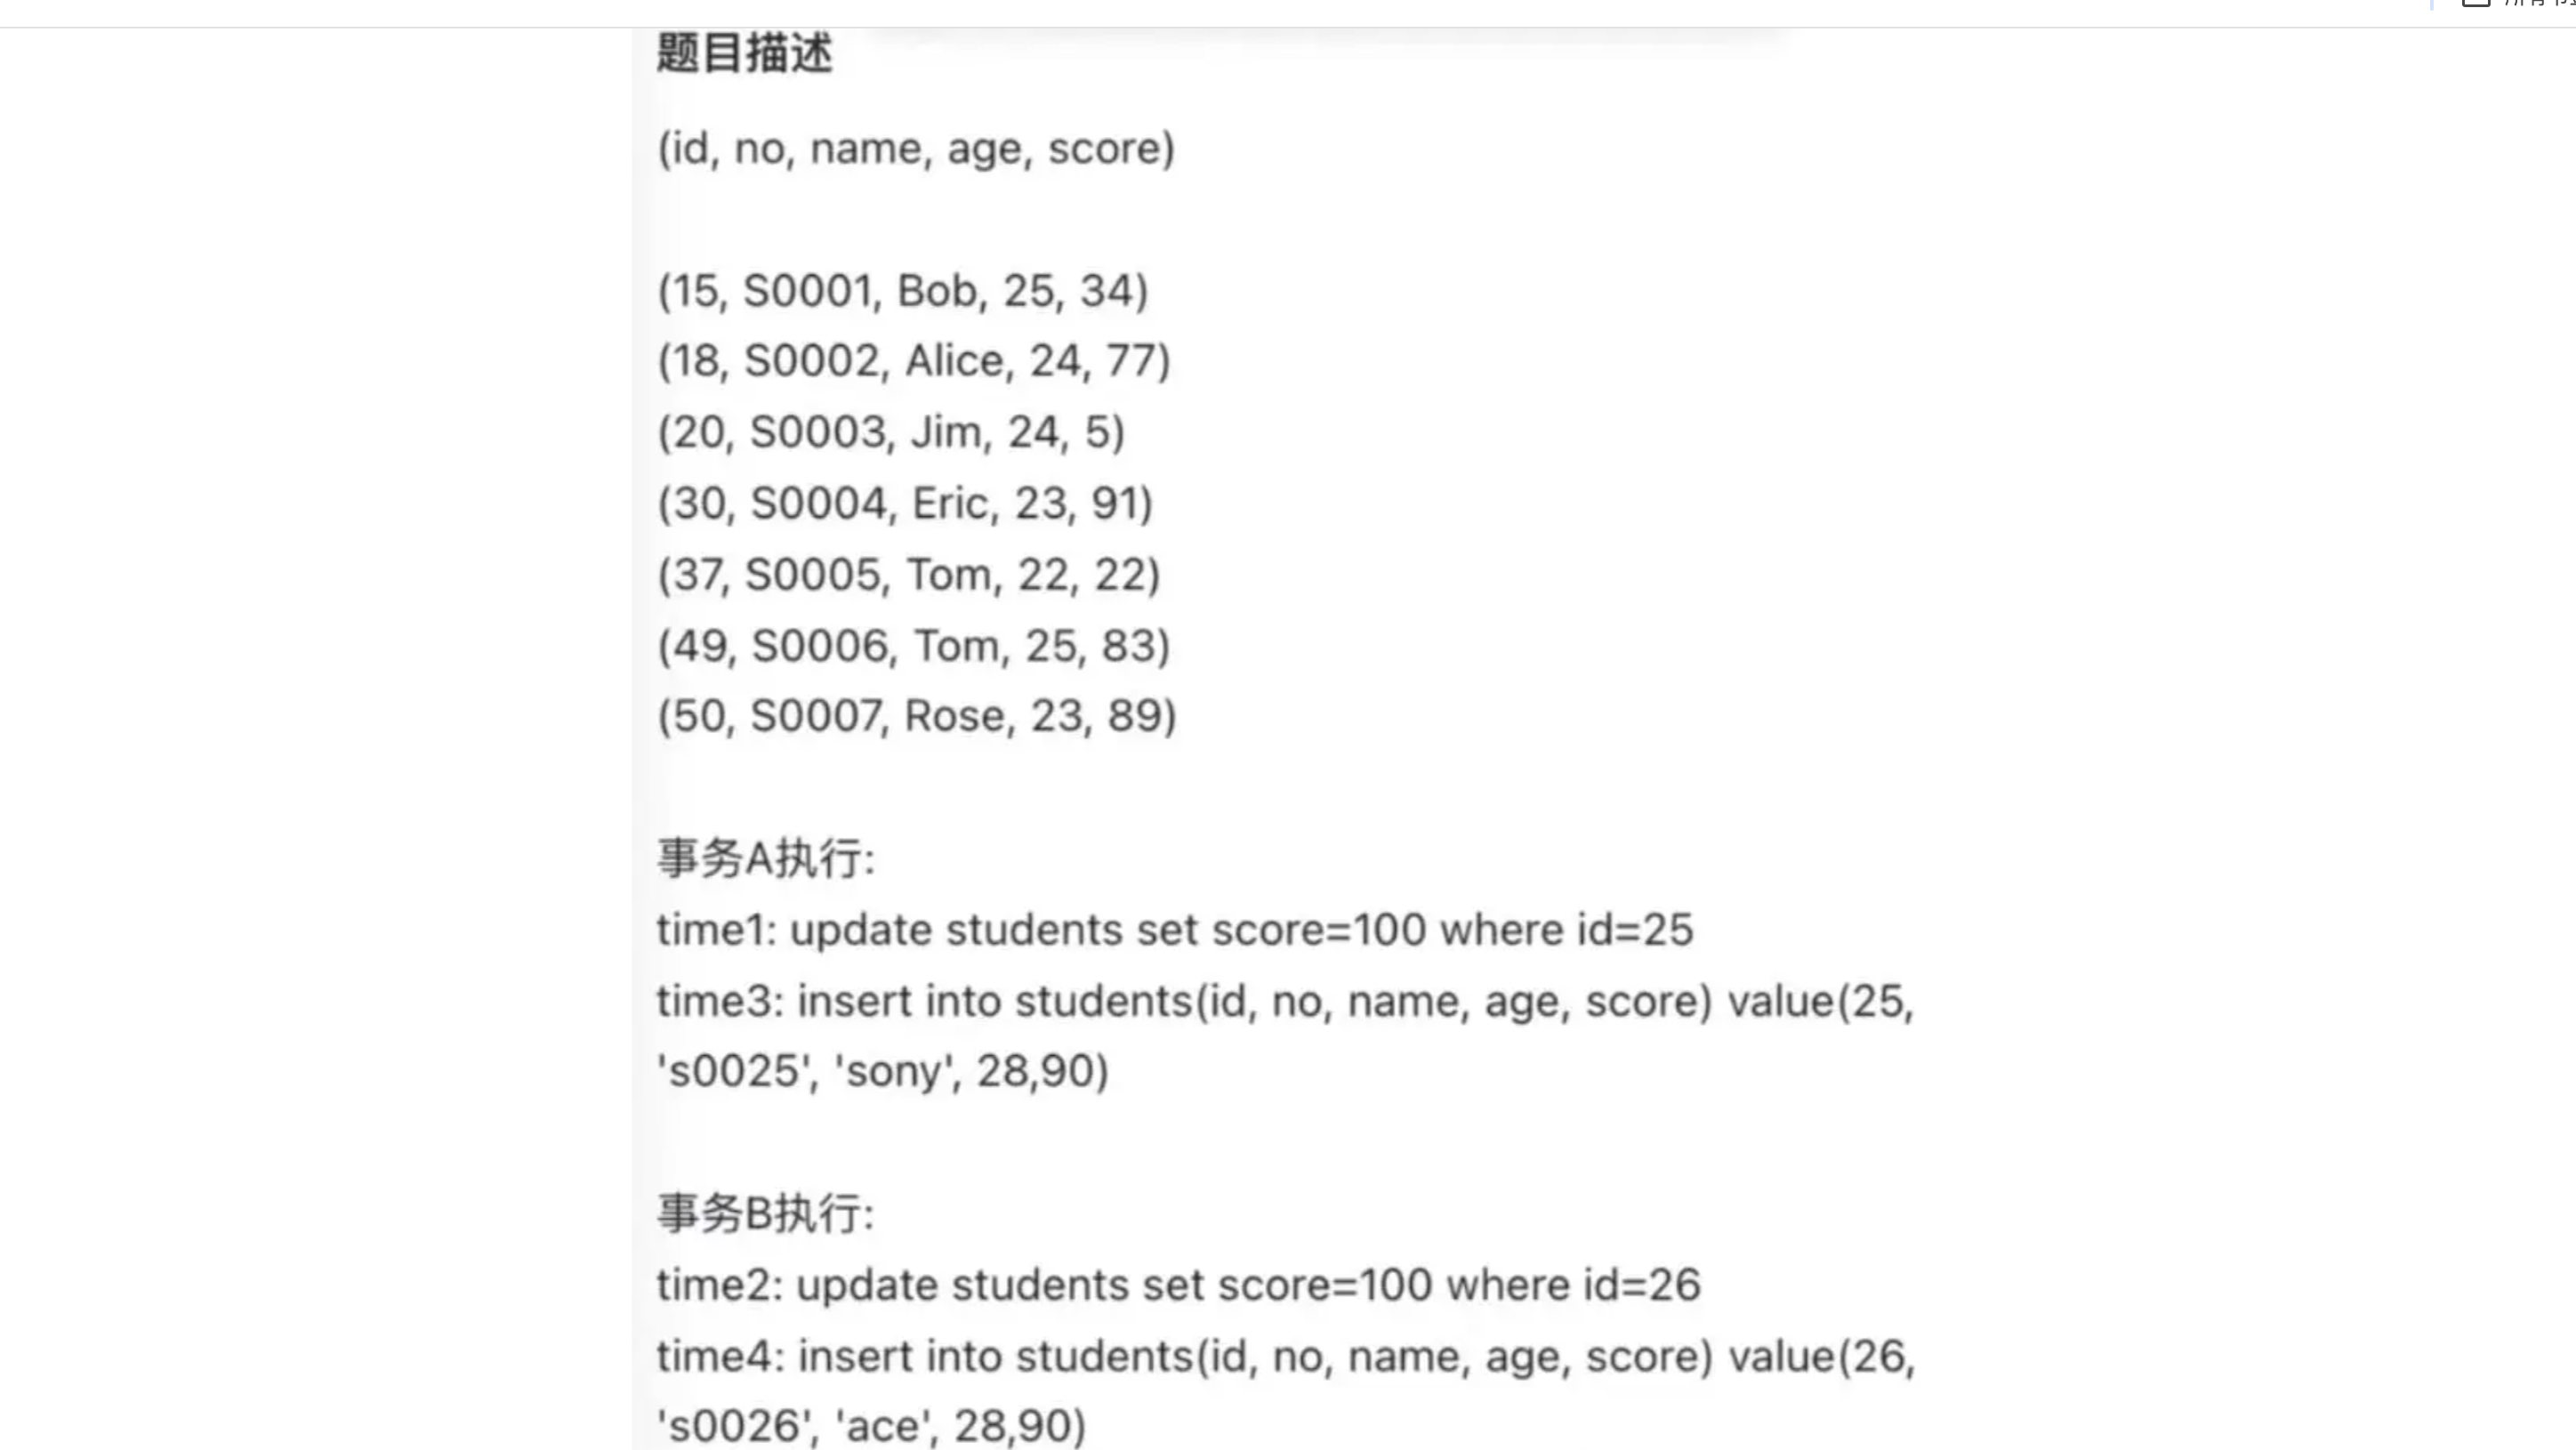 题目描述
(id, no, name, age, score)
(15, S0001, Bob, 25, 34)
(18, S0002, Alice, 24, 77)
(20, S0003, Jim, 24, 5)
(30, S0004, Eric, 23, 91)
(37, S0005, Tom, 22, 22)
(49, S0006, Tom, 25, 83)
(50, S0007, Rose, 23, 89)
事务A执行:
time1: update students set score=100 where id=25
time3: insert into students(id, no, name, age, score) value(25,
's0025', 'sony', 28,90)
事务B执行:
time2: update students set score=100 where id=26
time4: insert into students(id, no, name, age, score) value(26,
's0026', 'ace', 28,90)